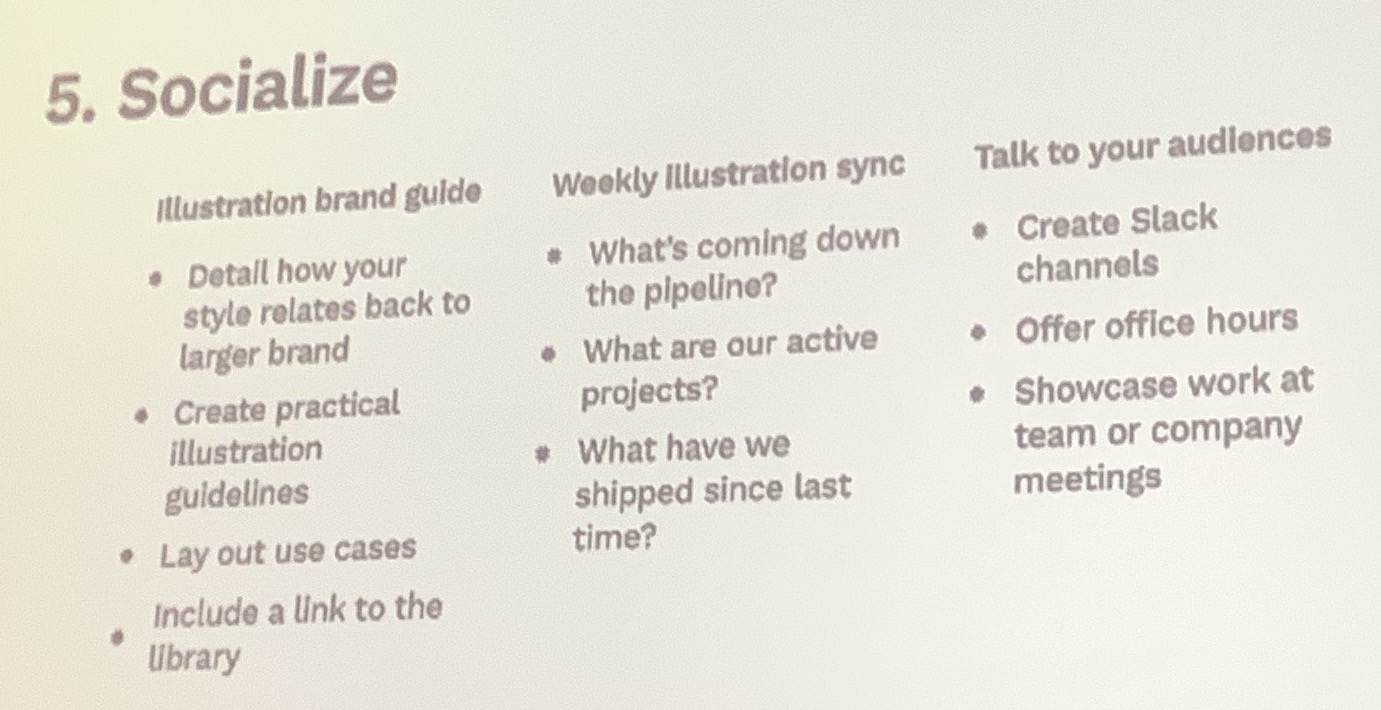 5. Socialize
Illustration brand guide
• Detail how your
style relates back to
larger brand
• Create practical
illustration
guidelines
• Lay out use cases
• Include a link to the
library
Weekly illustration sync
• What's coming down
the pipeline?
• What are our active
projects?
• What have we
shipped since last
time?
Talk to your audiences
• Create Slack
channels
• Offer office hours
• Showcase work at
team or company
meetings